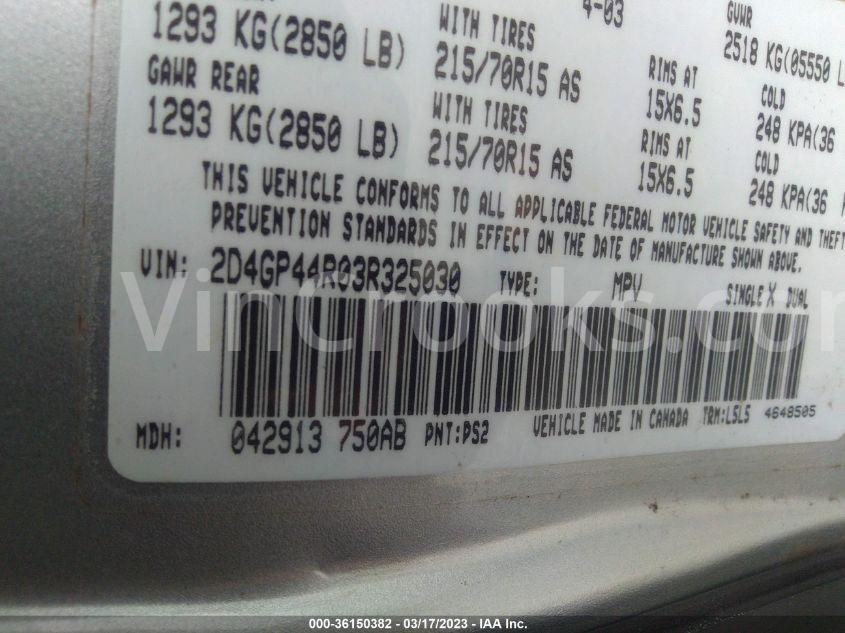 4-03
GVWR
1293 KG(2850 LB) WITH TIRES 215/70R15 AS RIMS AT 15X6.5 2518 KG(05550 L
COLD 248 KPA(36
GAWR REAR
1293 KG(2850 LB) WITH TIRES 215/70R15 AS RIMS AT 15X6.5 COLD 248 KPA(36
THIS VEHICLE CONFORMS TO ALL APPLICABLE FEDERAL MOTOR VEHICLE SAFETY AND THEFT
PREVENTION STANDARDS IN EFFECT ON THE DATE OF MANUFACTURE SHOWN ABOVE.
VIN: 2D4GP44R03R325030 TYPE: MPV SINGLE X DUAL
VinCrooks.com
MDH: 042913 750AB PNT:PS2 VEHICLE MADE IN CANADA TRM:L5L5 4648505
000-36150382 - 03/17/2023 - IAA Inc.